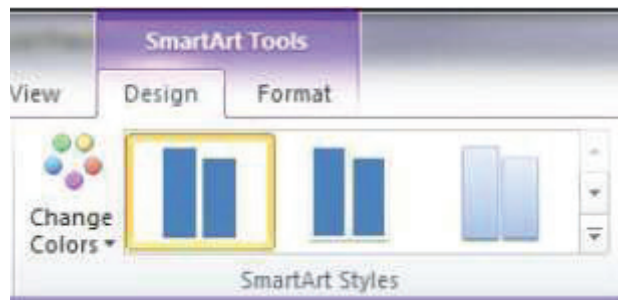 SmartArt Tools
View Design Format
Change
Colors
SmartArt Styles